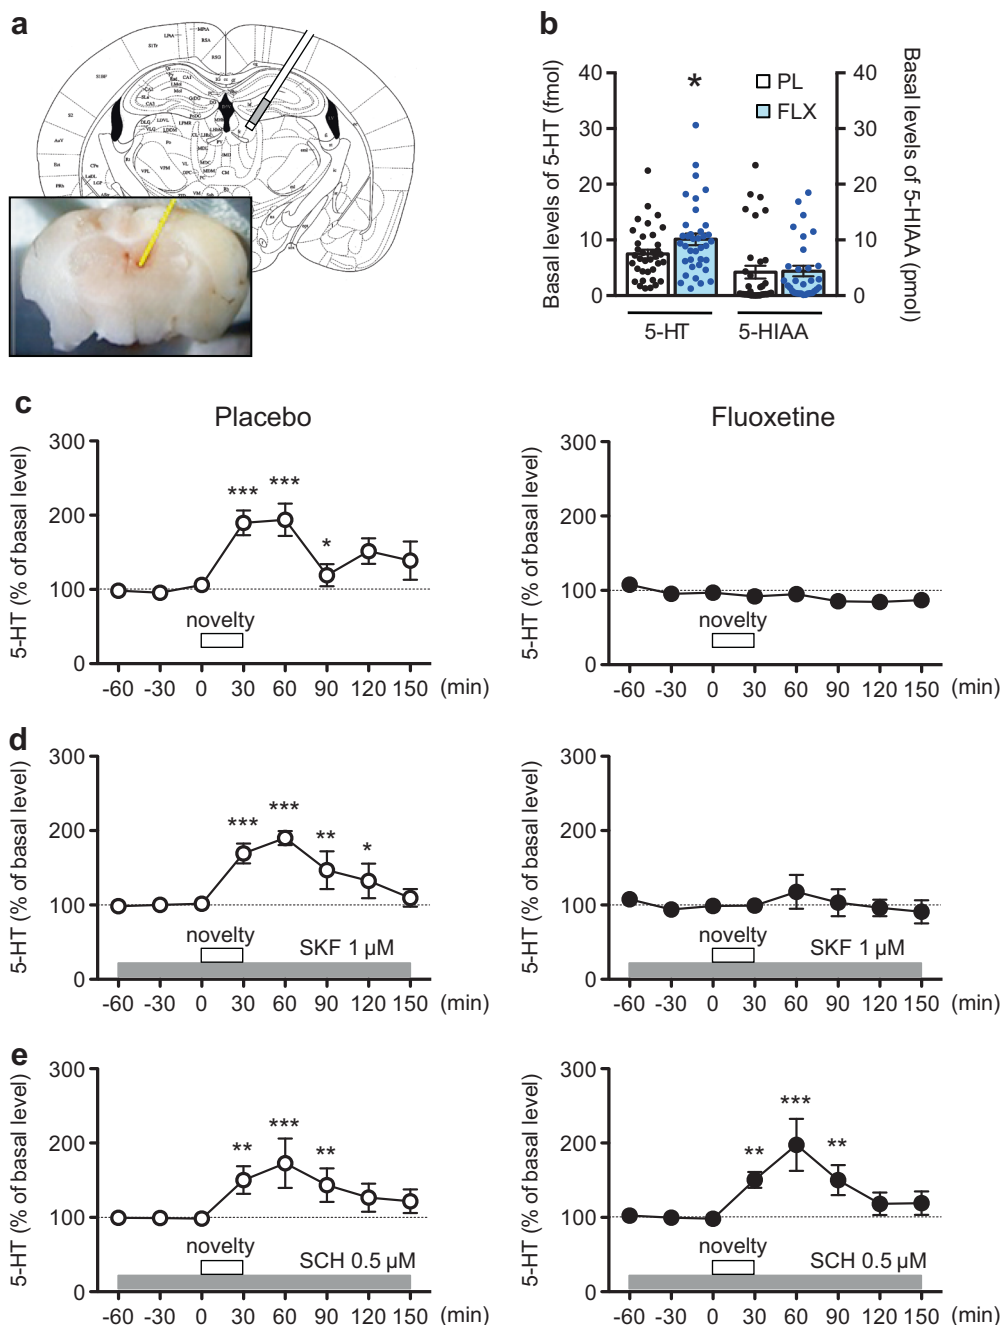 a
b
Basal levels of 5-HT (fmol)
40
30
20
10
0
*
PL
FLX
40
30
20
10
0
Basal levels of 5-HIAA (pmol)
5-HT
5-HIAA
c
Placebo
5-HT (% of basal level)
300
200
100
0
***
***
*
novelty
-60 -30 0 30 60 90 120 150 (min)
Fluoxetine
5-HT (% of basal level)
300
200
100
0
novelty
-60 -30 0 30 60 90 120 150 (min)
d
5-HT (% of basal level)
300
200
100
0
***
***
**
*
novelty
SKF 1 µM
-60 -30 0 30 60 90 120 150 (min)
5-HT (% of basal level)
300
200
100
0
novelty
SKF 1 µM
-60 -30 0 30 60 90 120 150 (min)
e
5-HT (% of basal level)
300
200
100
0
**
***
**
novelty
SCH 0.5 µM
-60 -30 0 30 60 90 120 150 (min)
5-HT (% of basal level)
300
200
100
0
**
***
**
novelty
SCH 0.5 µM
-60 -30 0 30 60 90 120 150 (min)